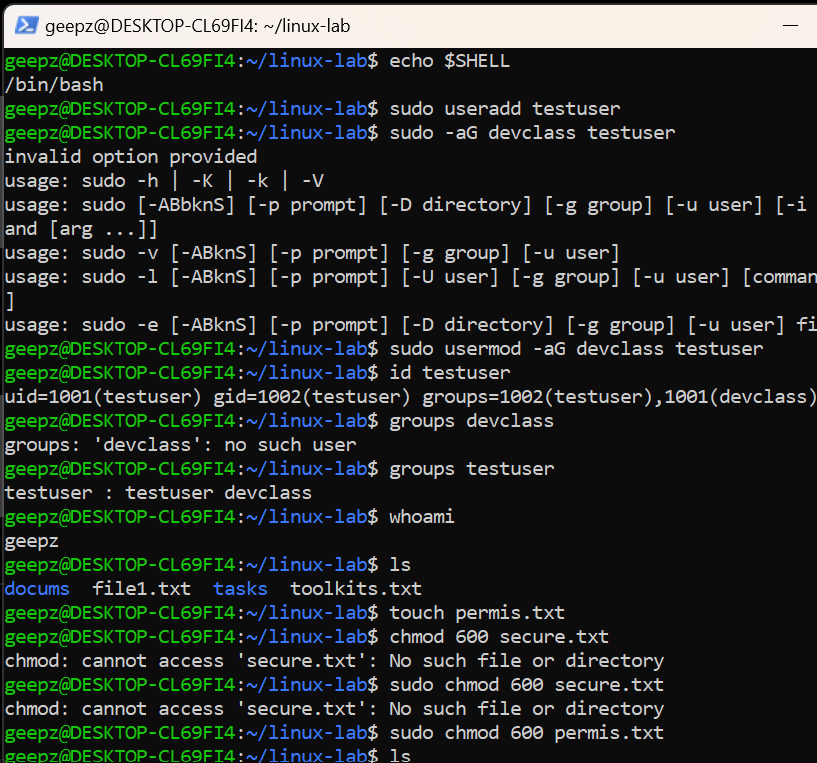 geepz@DESKTOP-CL69FI4: ~/linux-lab
geepz@DESKTOP-CL69FI4:~/linux-lab$ echo $SHELL
/bin/bash
geepz@DESKTOP-CL69FI4:~/linux-lab$ sudo useradd testuser
geepz@DESKTOP-CL69FI4:~/linux-lab$ sudo -aG devclass testuser
invalid option provided
usage: sudo -h | -K | -k | -V
usage: sudo [-ABbknS] [-p prompt] [-D directory] [-g group] [-u user] [-i
and [arg ...]]
usage: sudo -v [-ABknS] [-p prompt] [-g group] [-u user]
usage: sudo -l [-ABknS] [-p prompt] [-U user] [-g group] [-u user] [comman
]
usage: sudo -e [-ABknS] [-p prompt] [-D directory] [-g group] [-u user] fi
geepz@DESKTOP-CL69FI4:~/linux-lab$ sudo usermod -aG devclass testuser
geepz@DESKTOP-CL69FI4:~/linux-lab$ id testuser
uid=1001(testuser) gid=1002(testuser) groups=1002(testuser),1001(devclass)
geepz@DESKTOP-CL69FI4:~/linux-lab$ groups devclass
groups: 'devclass': no such user
geepz@DESKTOP-CL69FI4:~/linux-lab$ groups testuser
testuser : testuser devclass
geepz@DESKTOP-CL69FI4:~/linux-lab$ whoami
geepz
geepz@DESKTOP-CL69FI4:~/linux-lab$ ls
docums  file1.txt  tasks  toolkits.txt
geepz@DESKTOP-CL69FI4:~/linux-lab$ touch permis.txt
geepz@DESKTOP-CL69FI4:~/linux-lab$ chmod 600 secure.txt
chmod: cannot access 'secure.txt': No such file or directory
geepz@DESKTOP-CL69FI4:~/linux-lab$ sudo chmod 600 secure.txt
chmod: cannot access 'secure.txt': No such file or directory
geepz@DESKTOP-CL69FI4:~/linux-lab$ sudo chmod 600 permis.txt
geepz@DESKTOP-CL69FI4:~/linux-lab$ ls